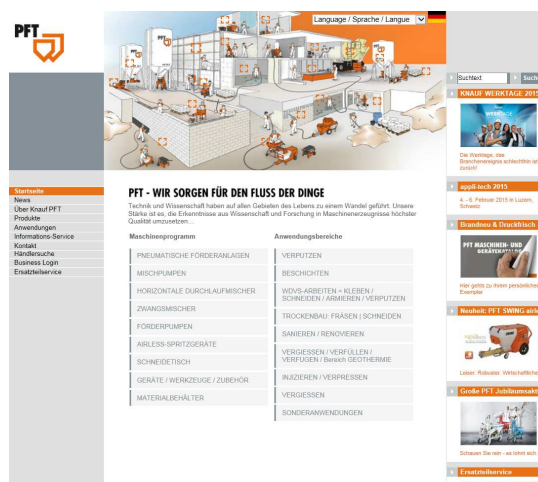 PFT
Language / Sprache / Langue
Startseite
News
Über Knauf PFT
Produkte
Anwendungen
Informations-Service
Kontakt
Händlersuche
Business Login
Ersatzteilservice
PFT - WIR SORGEN FÜR DEN FLUSS DER DINGE
Technik und Wissenschaft haben auf allen Gebieten des Lebens zu einem Wandel geführt. Unsere
Stärke ist es, die Erkenntnisse aus Wissenschaft und Forschung in Maschinenerzeugnisse höchster
Qualität umzusetzen...
Maschinenprogramm
PNEUMATISCHE FÖRDERANLAGEN
MISCHPUMPEN
HORIZONTALE DURCHLAUFMISCHER
ZWANGSMISCHER
FÖRDERPUMPEN
AIRLESS-SPRITZGERÄTE
SCHNEIDETISCH
GERÄTE / WERKZEUGE / ZUBEHÖR
MATERIALBEHÄLTER
Anwendungsbereiche
VERPUTZEN
BESCHICHTEN
WDVS-ARBEITEN = KLEBEN /
SCHNEIDEN / ARMIEREN / VERPUTZEN
TROCKENBAU: FRÄSEN | SCHNEIDEN
SANIEREN / RENOVIEREN
VERGIESSEN / VERFÜLLEN /
VERFUGEN / Bereich GEOTHERMIE
INJIZIEREN / VERPRESSEN
VERGIESSEN
SONDERANWENDUNGEN
Suchtext
Such
KNAUF WERKTAGE 2015
WERKTAGE
Die Werktage, das
Branchenereignis schlechthin ist
zurück!
appli-tech 2015
4. - 6. Februar 2015 in Luzern,
Schweiz
Brandneu & Druckfrisch
PFT MASCHINEN- UND
GERÄTEKATALOG
Hier gehts zu ihrem persönlichen
Exemplar
Neuheit: PFT SWING airle
Leiser. Robuster. Wirtschaftliche
Große PFT Jubiläumsakt
Schauen Sie rein - es lohnt sich
Ersatzteilservice